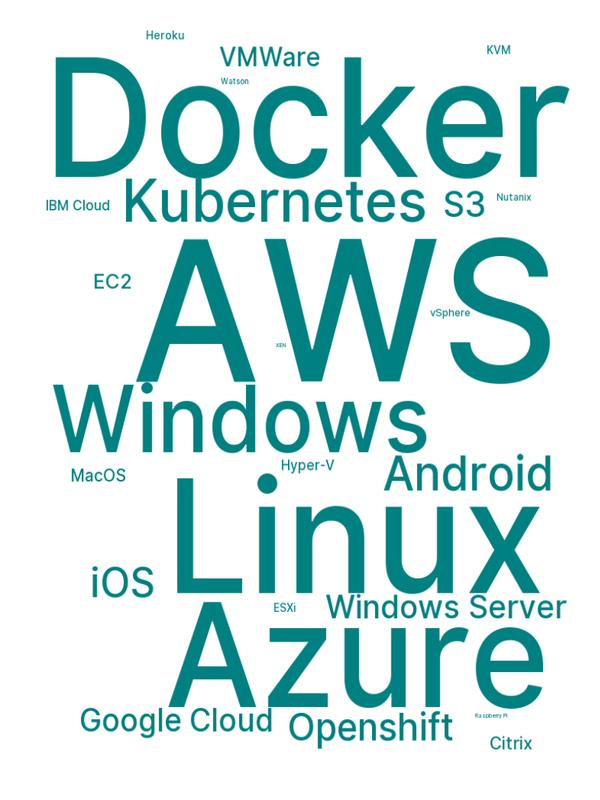 Heroku
KVM
VMWare
Watson
Docker
Kubernetes
S3
Nutanix
IBM Cloud
AWS
EC2
vSphere
XEN
Windows
Android
Hyper-V
MacOS
Linux
iOS
ESXi
Windows Server
Azure
Google Cloud
Openshift
Raspberry Pi
Citrix